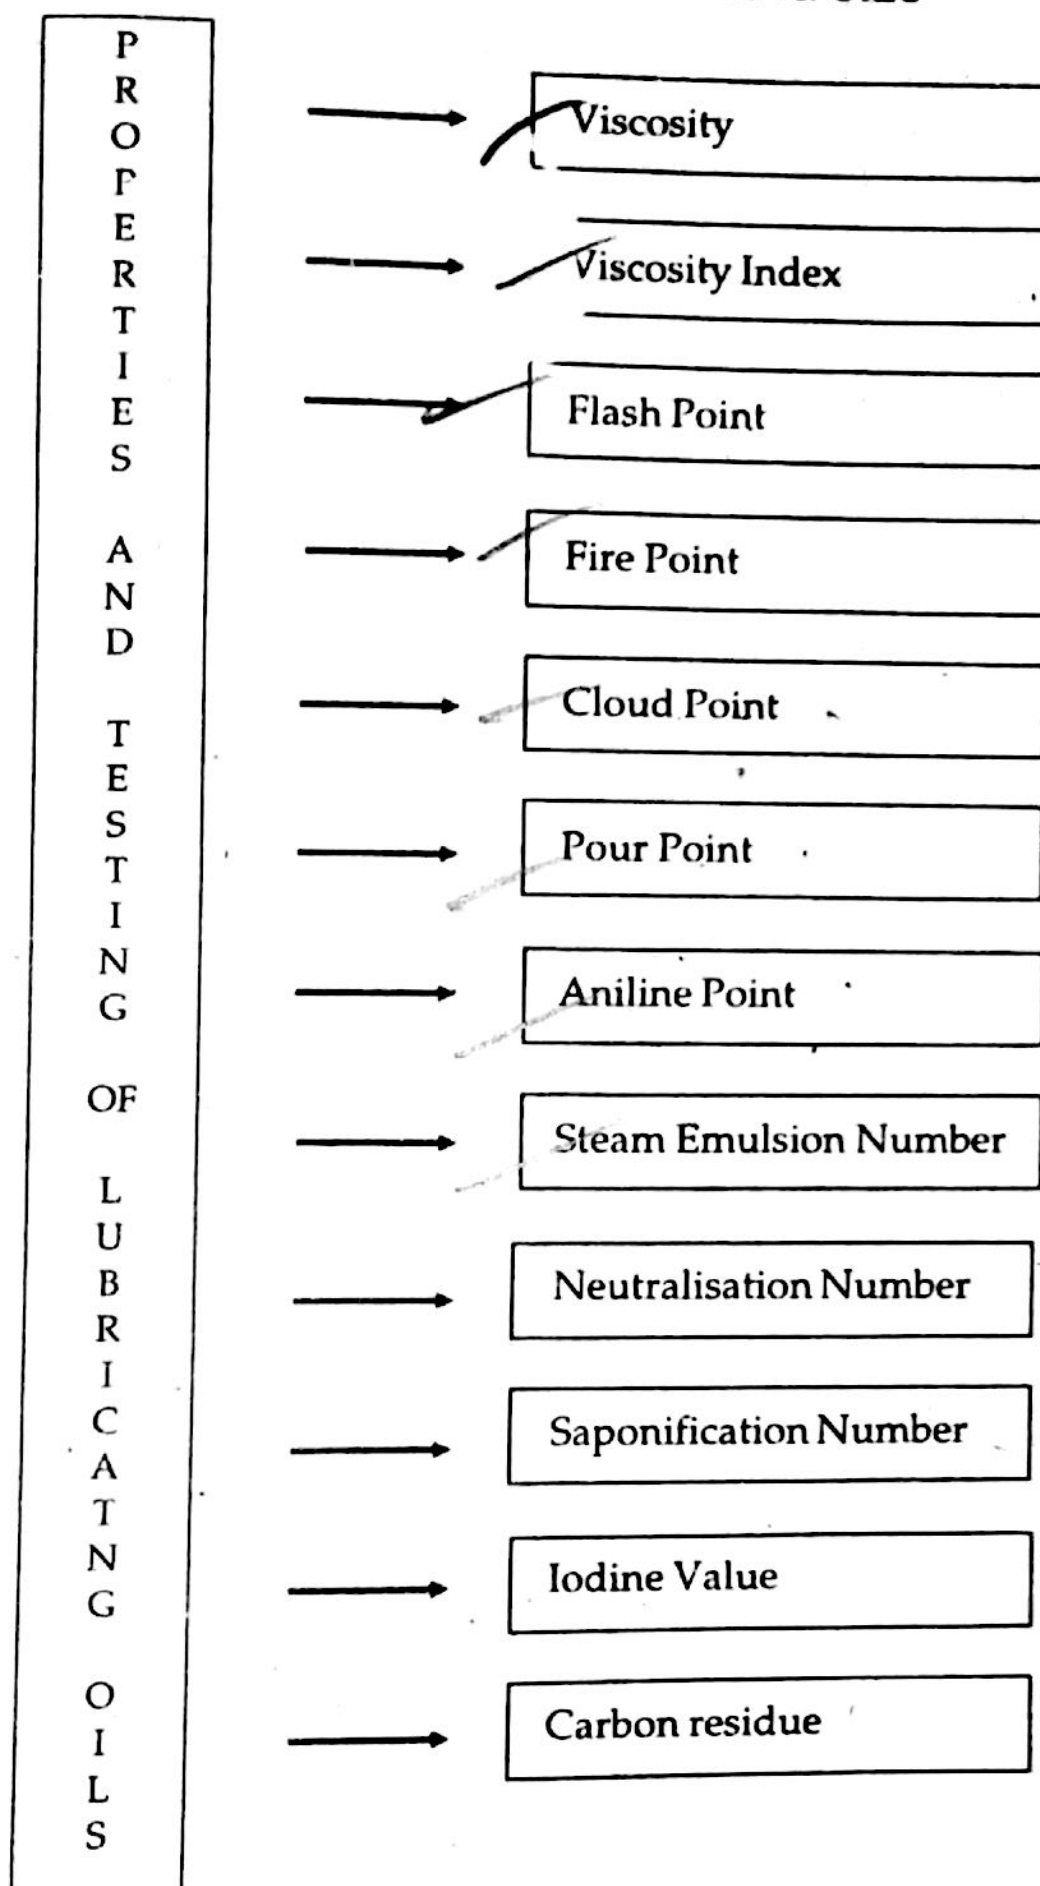 PROPERTIES AND TESTING OF LUBRICATNG OILS
Viscosity
Viscosity Index
Flash Point
Fire Point
Cloud Point
Pour Point
Aniline Point
Steam Emulsion Number
Neutralisation Number
Saponification Number
Iodine Value
Carbon residue